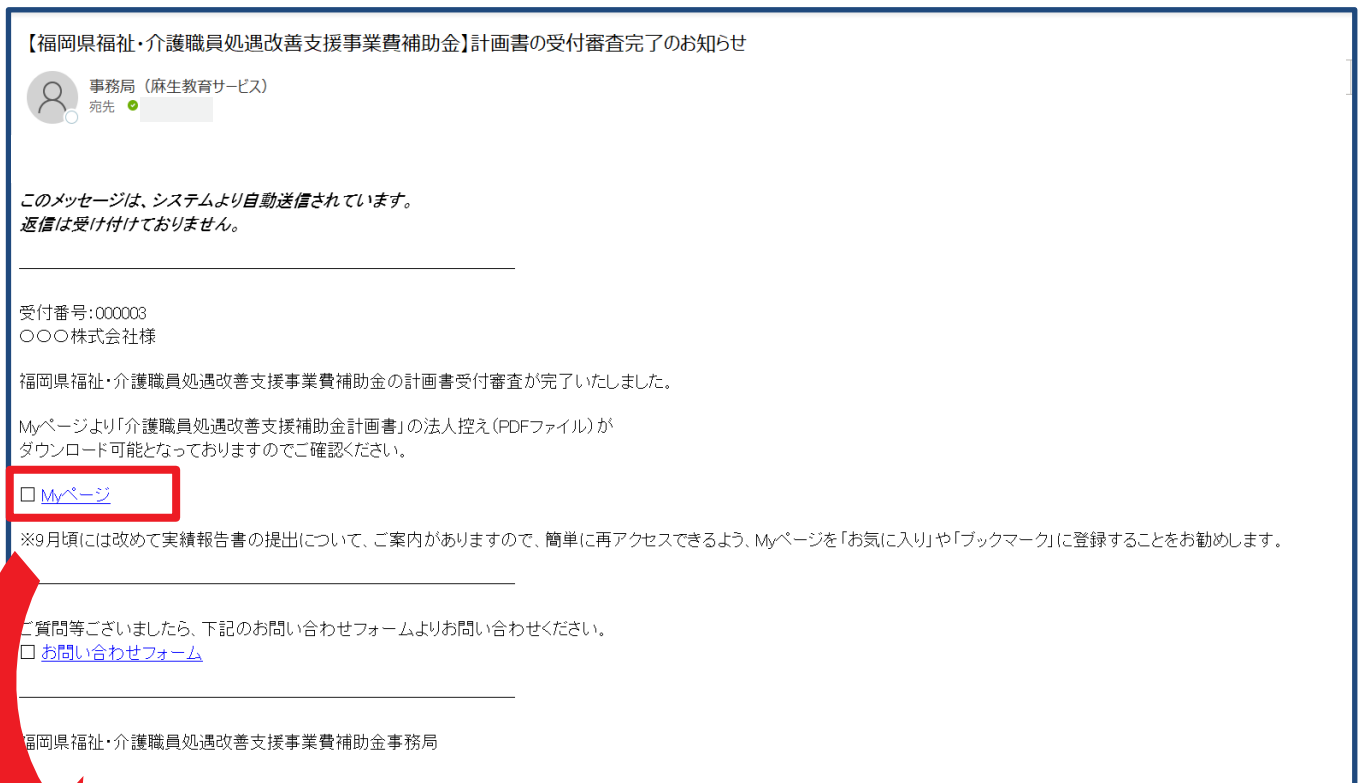 【福岡県福祉・介護職員処遇改善支援事業費補助金】計画書の受付審査完了のお知らせ
事務局（麻生教育サービス）
宛先
このメッセージは、システムより自動送信されています。
返信は受け付けておりません。
受付番号:000003
○○○株式会社様
福岡県福祉・介護職員処遇改善支援事業費補助金の計画書受付審査が完了いたしました。
Myページより「介護職員処遇改善支援補助金計画書」の法人控え（PDFファイル）が
ダウンロード可能となっておりますのでご確認ください。
□ Myページ
※9月頃には改めて実績報告書の提出について、ご案内がありますので、簡単に再アクセスできるよう、Myページを「お気に入り」や「ブックマーク」に登録することをお勧めします。
ご質問等ございましたら、下記のお問い合わせフォームよりお問い合わせください。
□ お問い合わせフォーム
福岡県福祉・介護職員処遇改善支援事業費補助金事務局